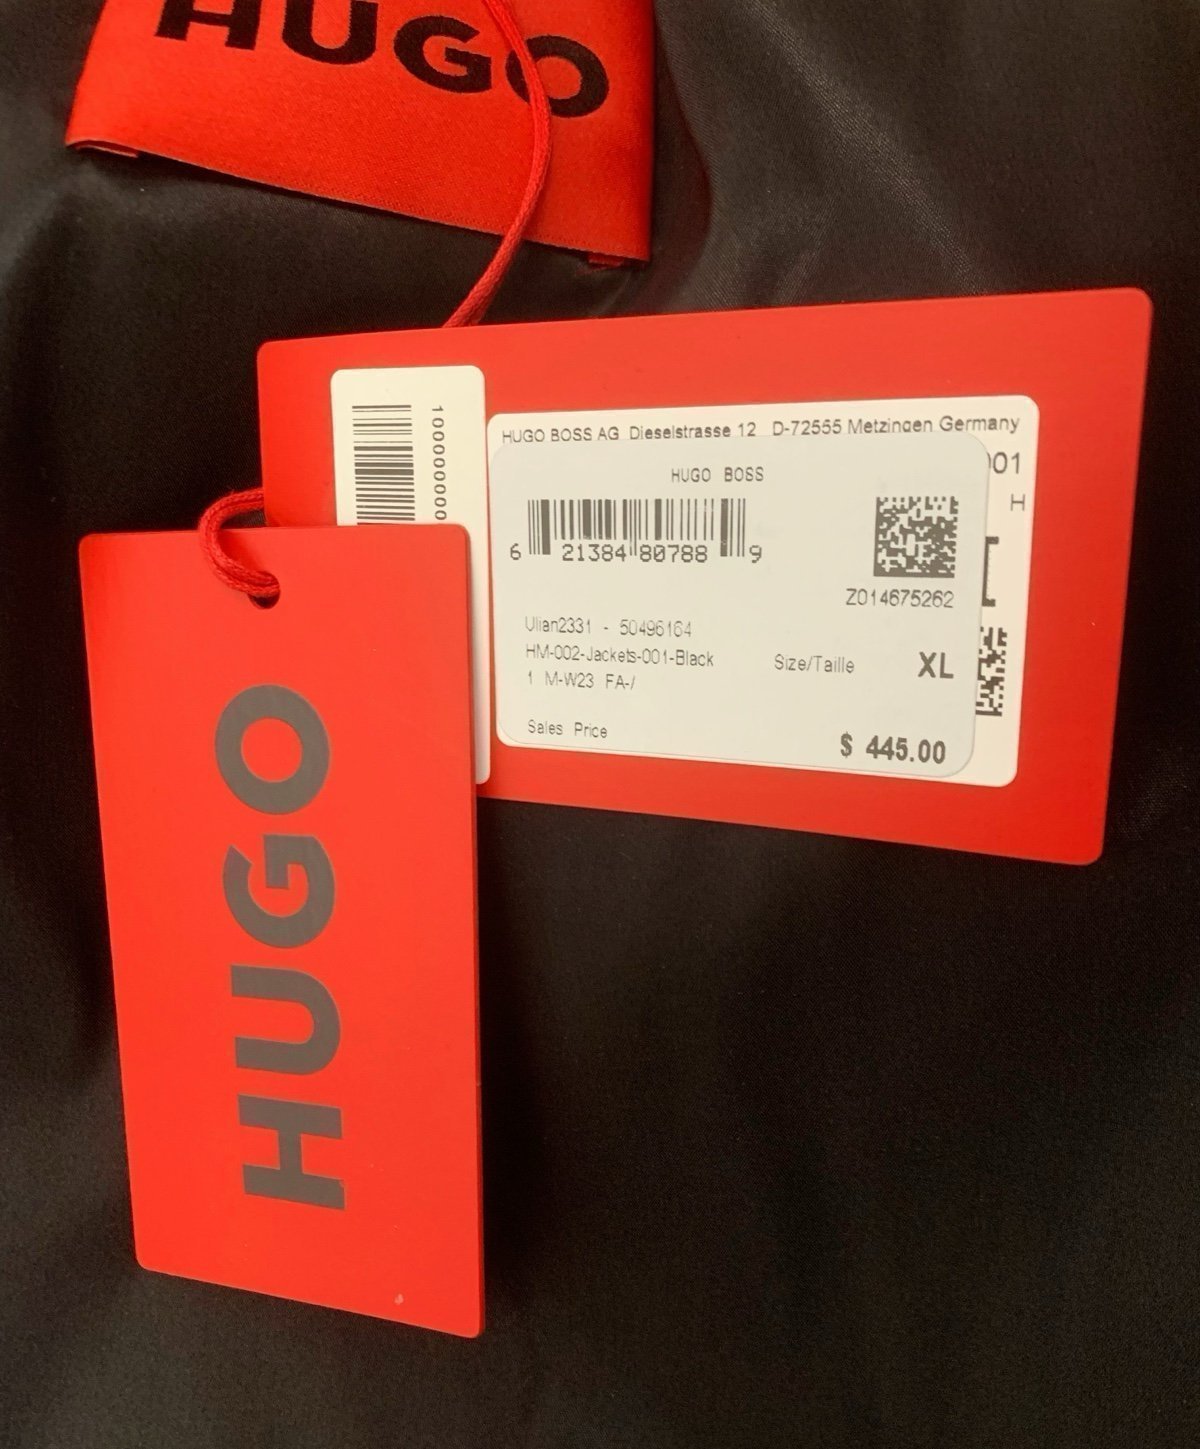 HUGO
HUGO BOSS AG Dieselstrasse 12 D-72555 Metzingen Germany
01
H
HUGO BOSS
6 21384 80788 9
Z014675262
Ulian2331 - 50496164
HM-002-Jackets-001-Black
Size/Taille XL
1 M-W23 FA-/
Sales Price
$ 445.00
HUGO